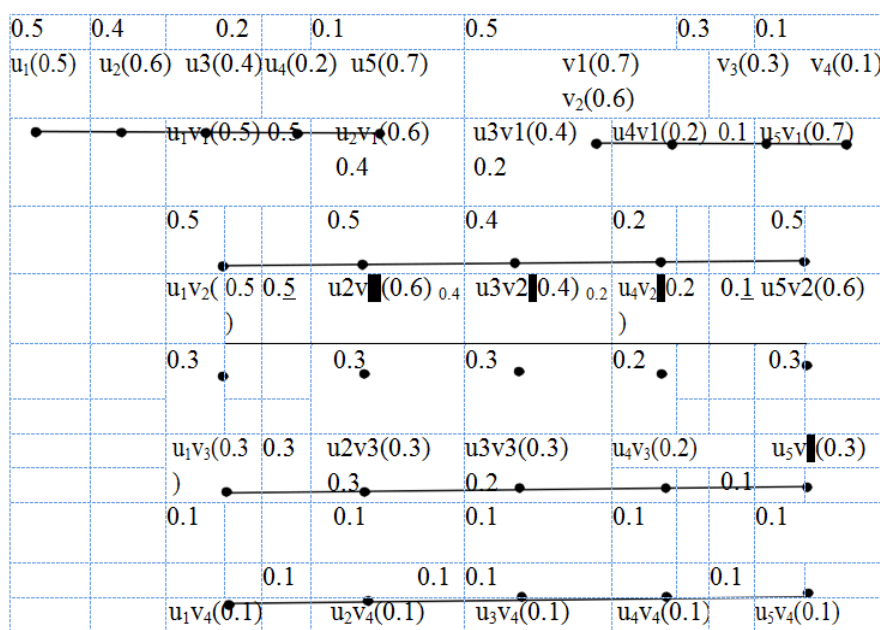 0.5 0.4 0.2 0.1 0.5 0.3 0.1
u₁(0.5) u₂(0.6) u3(0.4) u₄(0.2) u5(0.7) v1(0.7) v₃(0.3) v₄(0.1)
v₂(0.6)
u₁v₁(0.5) 0.5 u₂v₁(0.6) u3v1(0.4) u4v1(0.2) 0.1 u₅v₁(0.7)
0.4 0.2
0.5 0.5 0.4 0.2 0.5
u₁v₂( 0.5 0.5 u2v (0.6) 0.4 u3v2 0.4) 0.2 u₄v₂ 0.2 0.1 u5v2(0.6)
) )
0.3 0.3 0.3 0.2 0.3
u₁v₃(0.3 0.3 u2v3(0.3) u3v3(0.3) u₄v₃(0.2) u₅v (0.3)
) 0.3 0.2 0.1
0.1 0.1 0.1 0.1 0.1
0.1 0.1 0.1 0.1
u₁v₄(0.1) u₂v₄(0.1) u₃v₄(0.1) u₄v₄(0.1) u₅v₄(0.1)